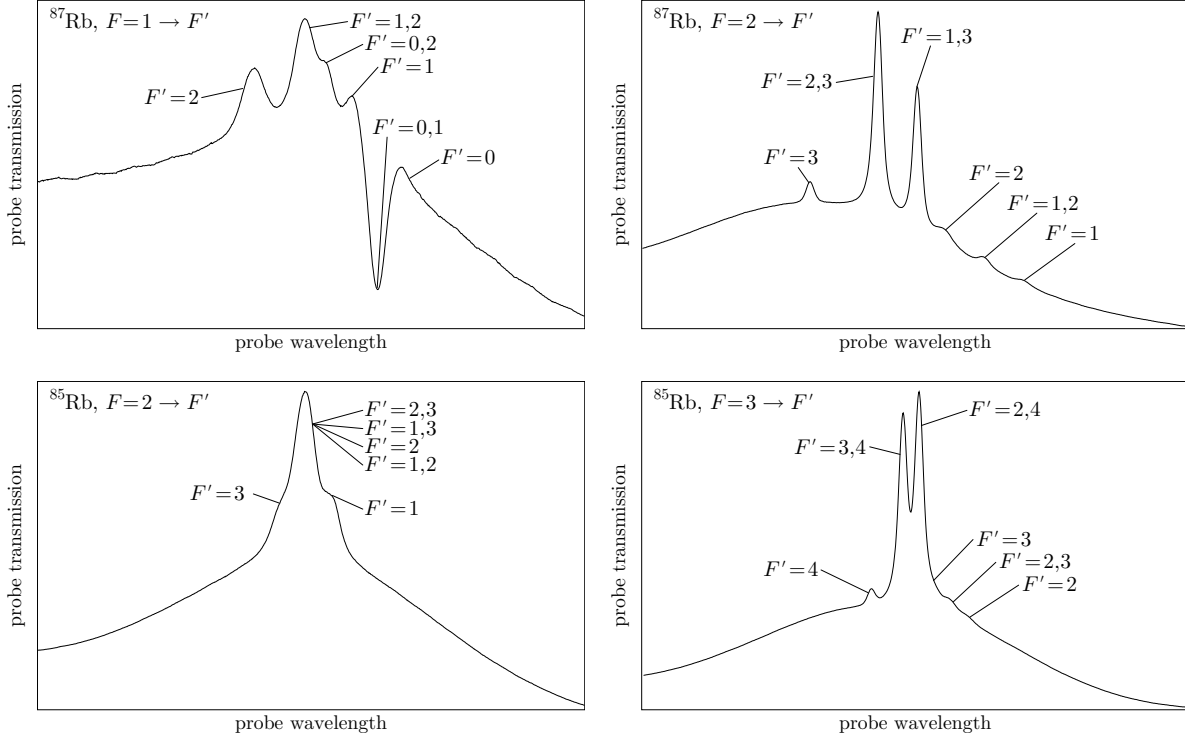 ⁸⁷Rb, F=1 → F′
F′=1,2
F′=0,2
F′=1
F′=2
F′=0,1
F′=0
probe transmission
probe wavelength
⁸⁷Rb, F=2 → F′
F′=1,3
F′=2,3
F′=3
F′=2
F′=1,2
F′=1
probe transmission
probe wavelength
⁸⁵Rb, F=2 → F′
F′=2,3
F′=1,3
F′=2
F′=1,2
F′=3
F′=1
probe transmission
probe wavelength
⁸⁵Rb, F=3 → F′
F′=2,4
F′=3,4
F′=3
F′=2,3
F′=4
F′=2
probe transmission
probe wavelength